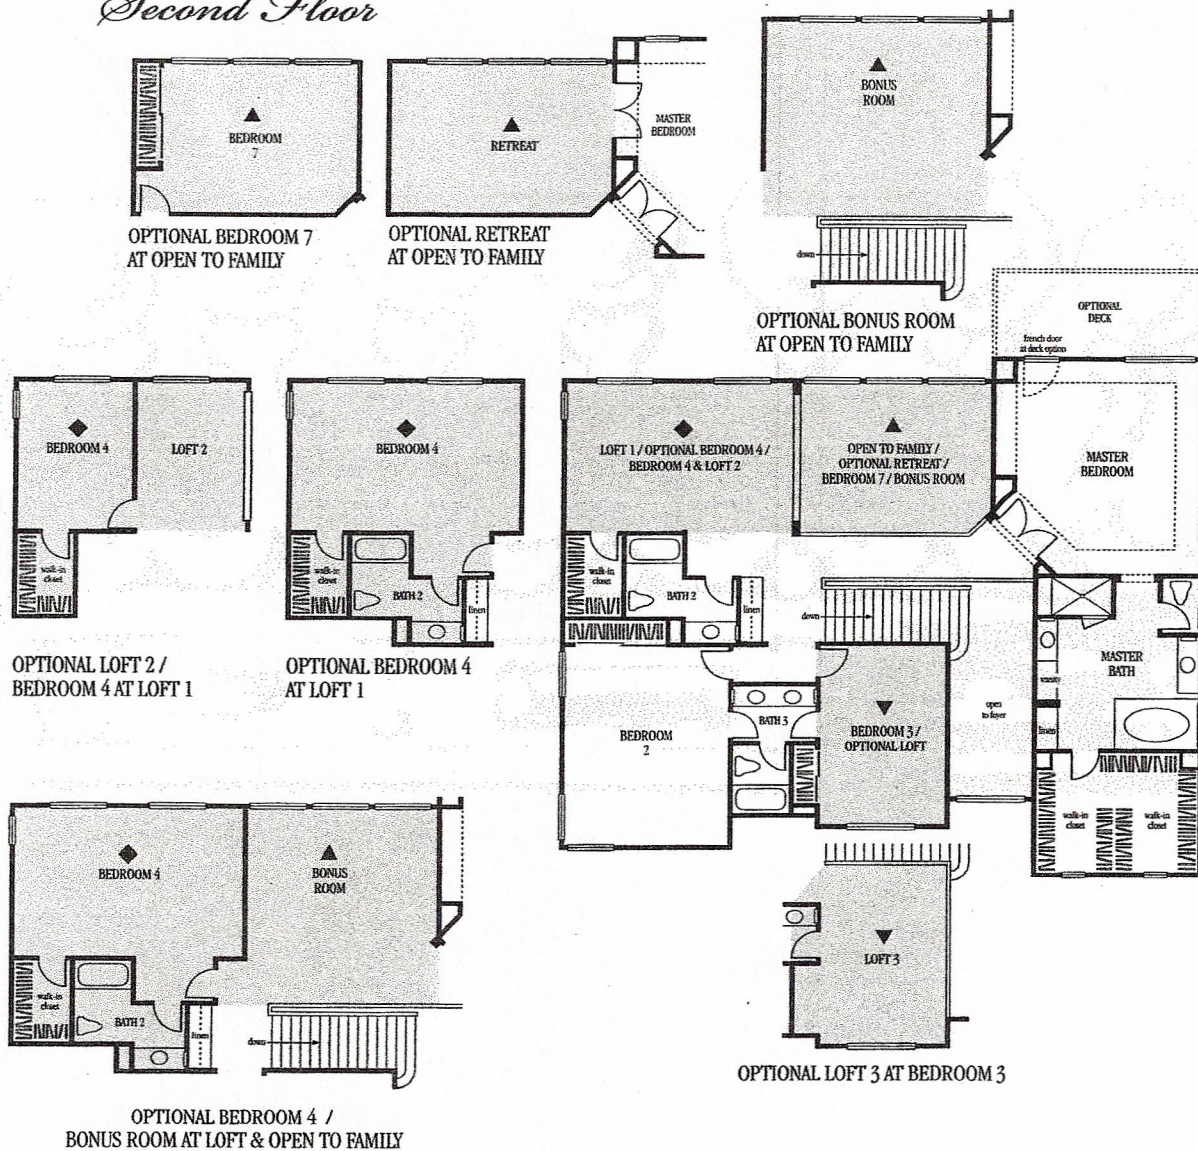 Second Floor
BEDROOM
7
OPTIONAL BEDROOM 7
AT OPEN TO FAMILY
RETREAT
MASTER
BEDROOM
OPTIONAL RETREAT
AT OPEN TO FAMILY
BONUS
ROOM
down
OPTIONAL BONUS ROOM
AT OPEN TO FAMILY
BEDROOM 4
LOFT 2
walk-in
closet
OPTIONAL LOFT 2 /
BEDROOM 4 AT LOFT 1
BEDROOM 4
walk-in
closet
BATH 2
linen
OPTIONAL BEDROOM 4
AT LOFT 1
OPTIONAL
DECK
french door
at deck option
LOFT 1 / OPTIONAL BEDROOM 4 /
BEDROOM 4 & LOFT 2
OPEN TO FAMILY /
OPTIONAL RETREAT /
BEDROOM 7 / BONUS ROOM
MASTER
BEDROOM
walk-in
closet
BATH 2
linen
down
MASTER
BATH
vanity
linen
open
to foyer
BEDROOM
2
BATH 3
BEDROOM 3 /
OPTIONAL LOFT
walk-in
closet
walk-in
closet
BEDROOM 4
BONUS
ROOM
walk-in
closet
BATH 2
linen
down
OPTIONAL BEDROOM 4 /
BONUS ROOM AT LOFT & OPEN TO FAMILY
LOFT 3
OPTIONAL LOFT 3 AT BEDROOM 3